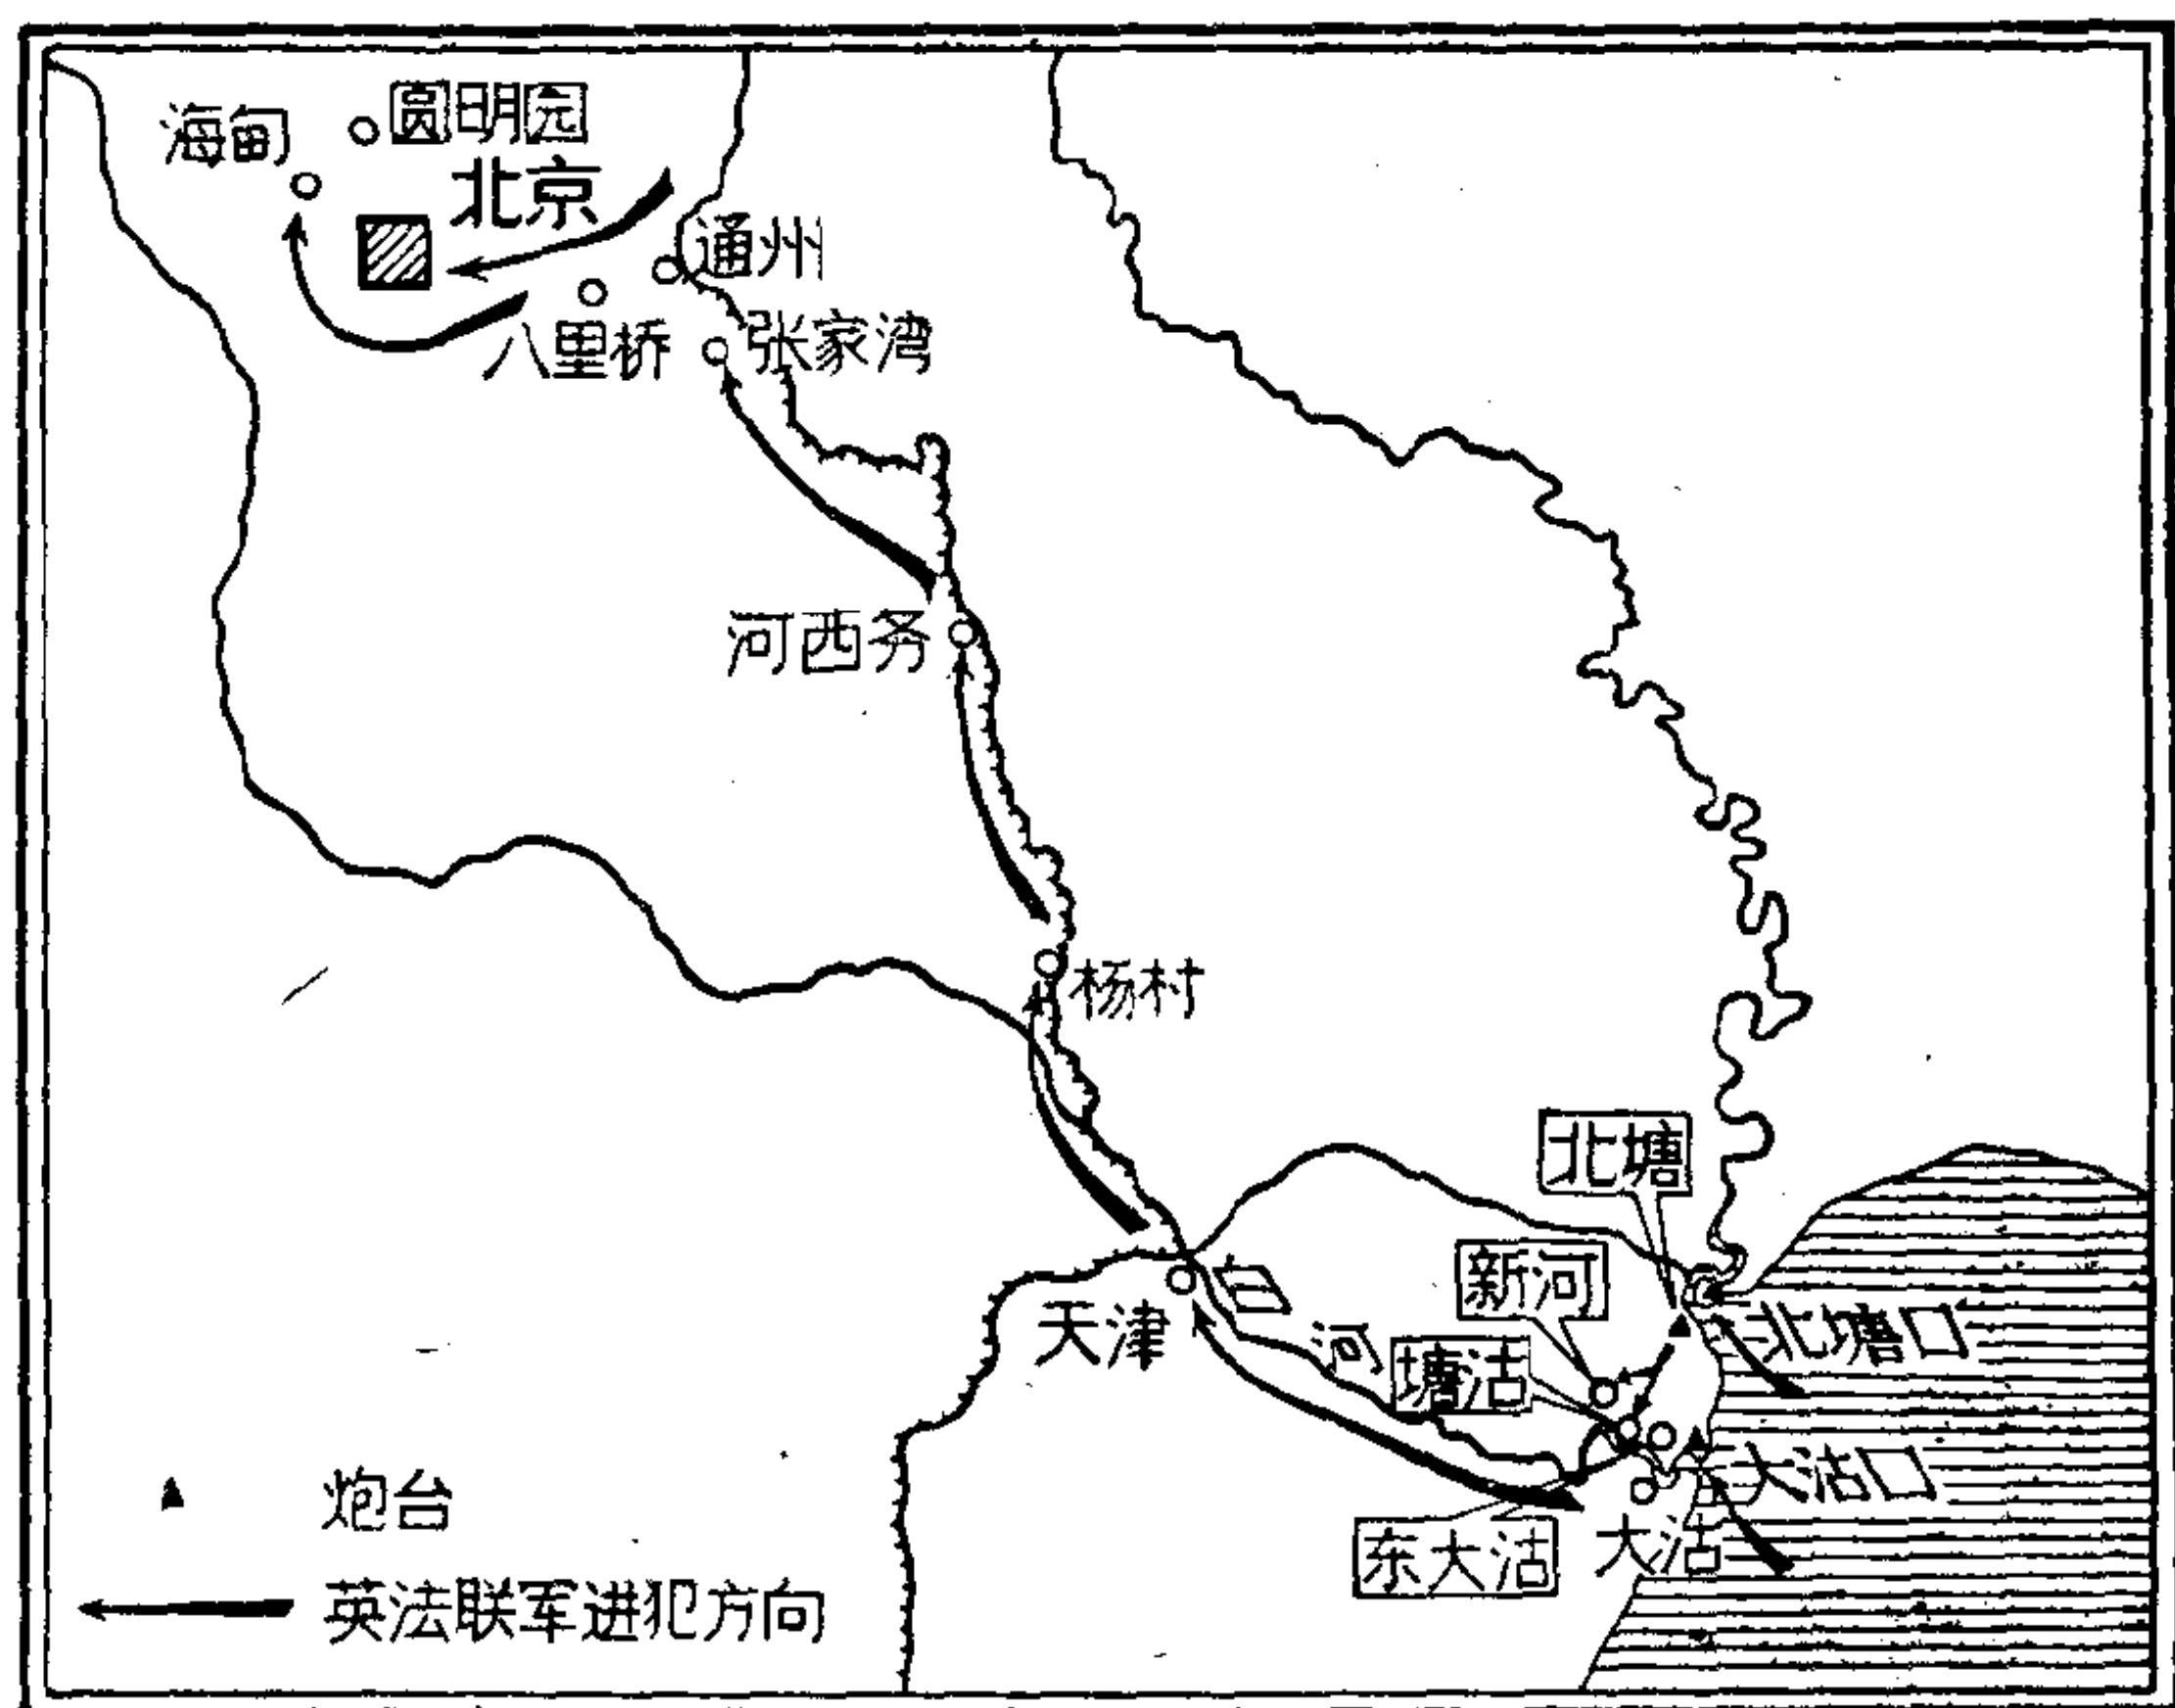 圆明园
海甸
北京
通州
八里桥
张家湾
河西务
杨村
北塘
新河
白河
天津
北塘口
塘沽
大沽口
东大沽
大沽
炮台
英法联军进犯方向